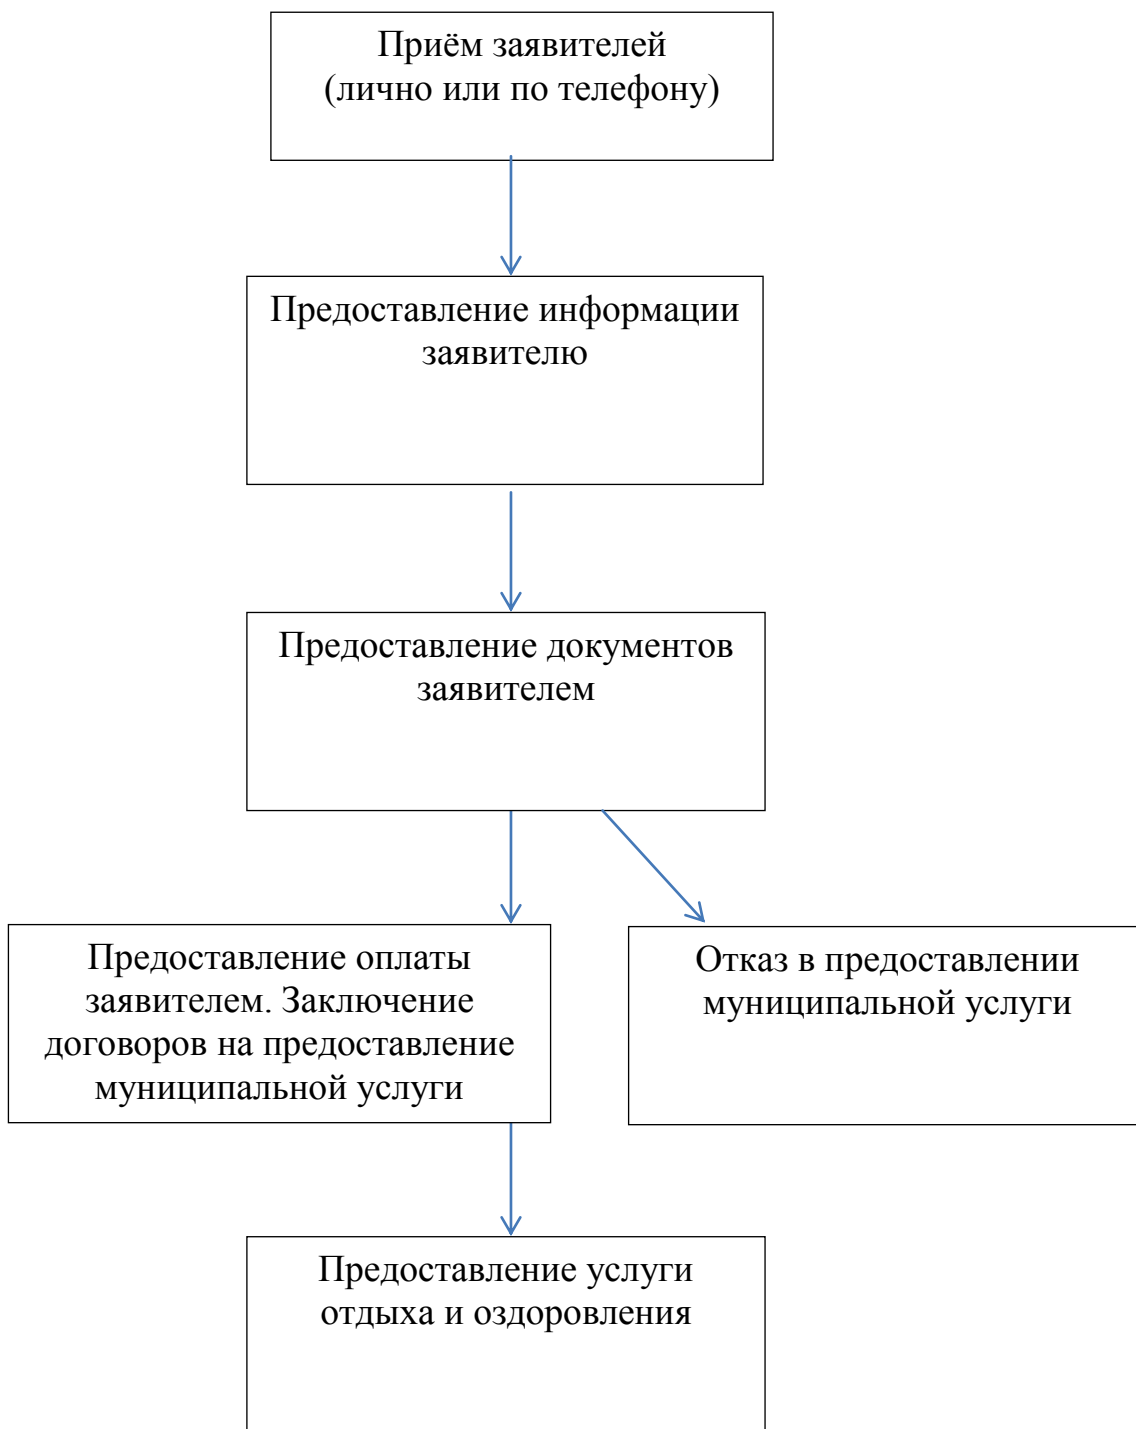 Приём заявителей
(лично или по телефону)
Предоставление информации
заявителю
Предоставление документов
заявителем
Предоставление оплаты
заявителем. Заключение
договоров на предоставление
муниципальной услуги
Отказ в предоставлении
муниципальной услуги
Предоставление услуги
отдыха и оздоровления